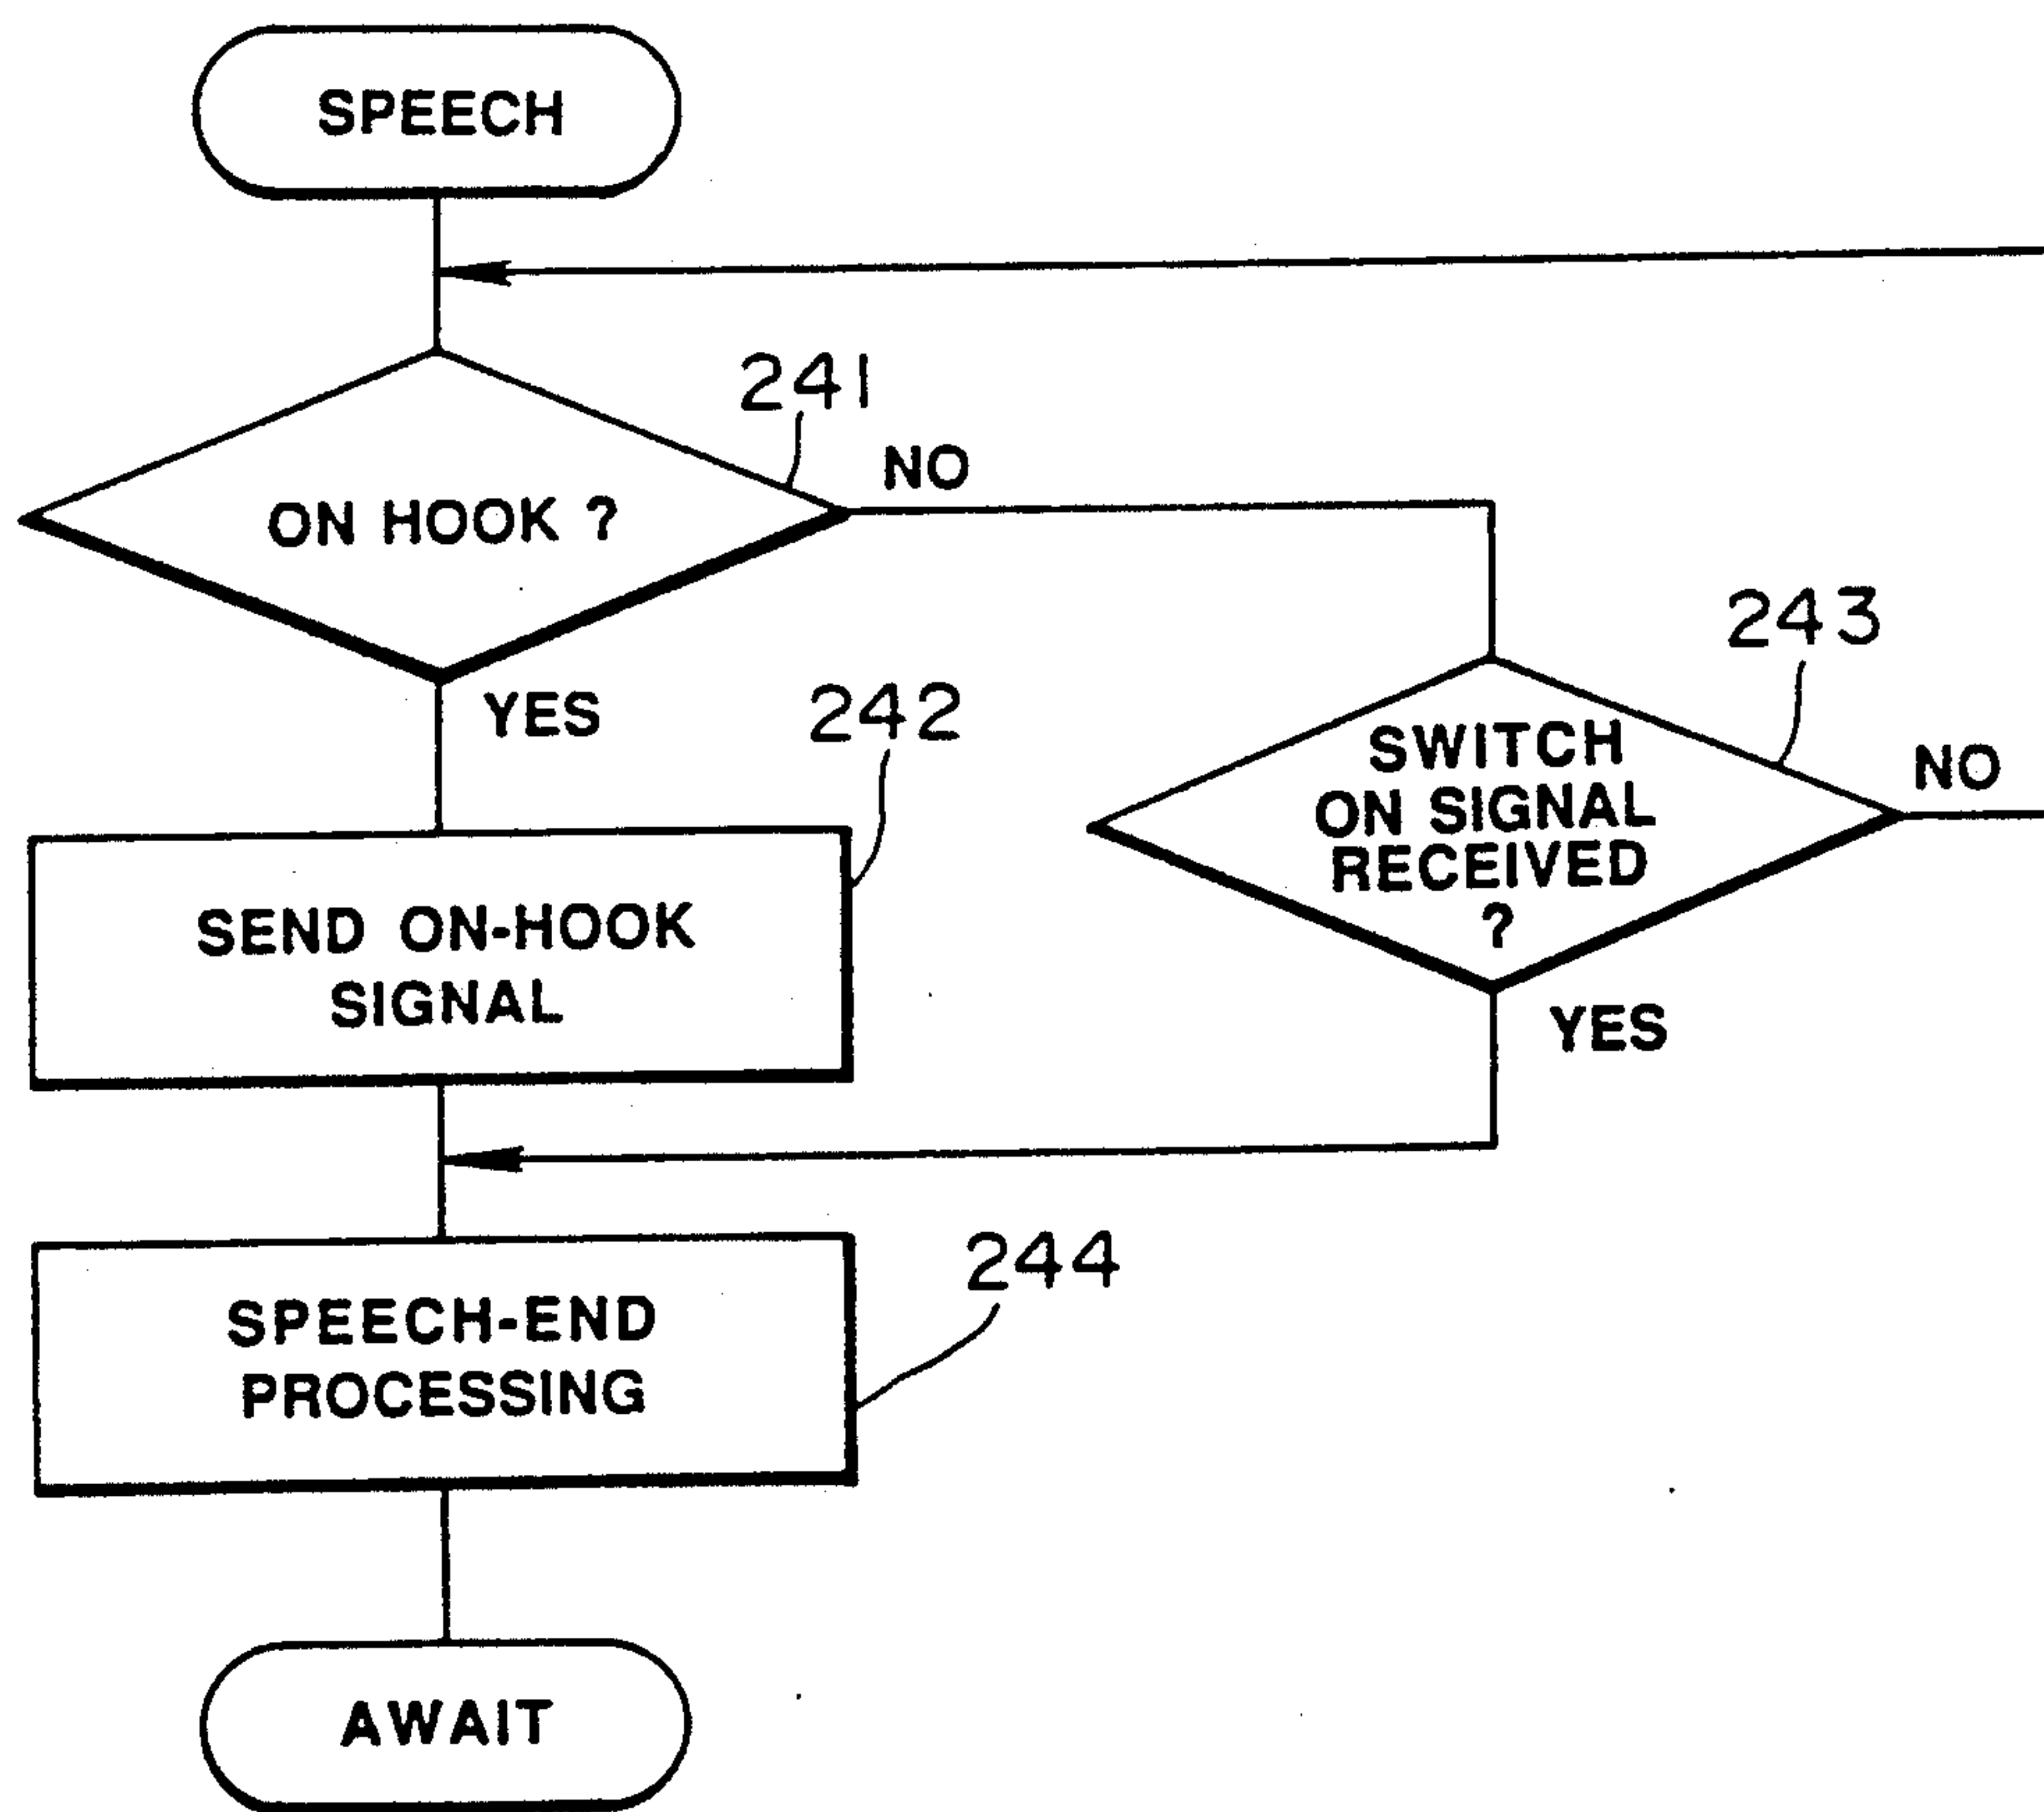 SPEECH
241
ON HOOK ?
NO
YES
242
SEND ON-HOOK
SIGNAL
243
SWITCH
ON SIGNAL
RECEIVED
?
NO
YES
244
SPEECH-END
PROCESSING
AWAIT